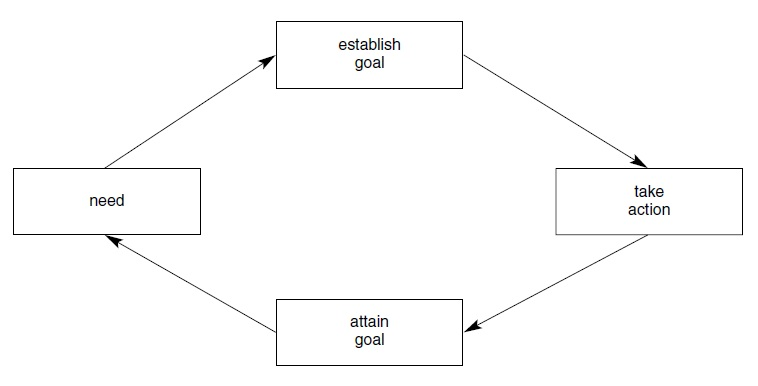 establish
goal
need
take
action
attain
goal